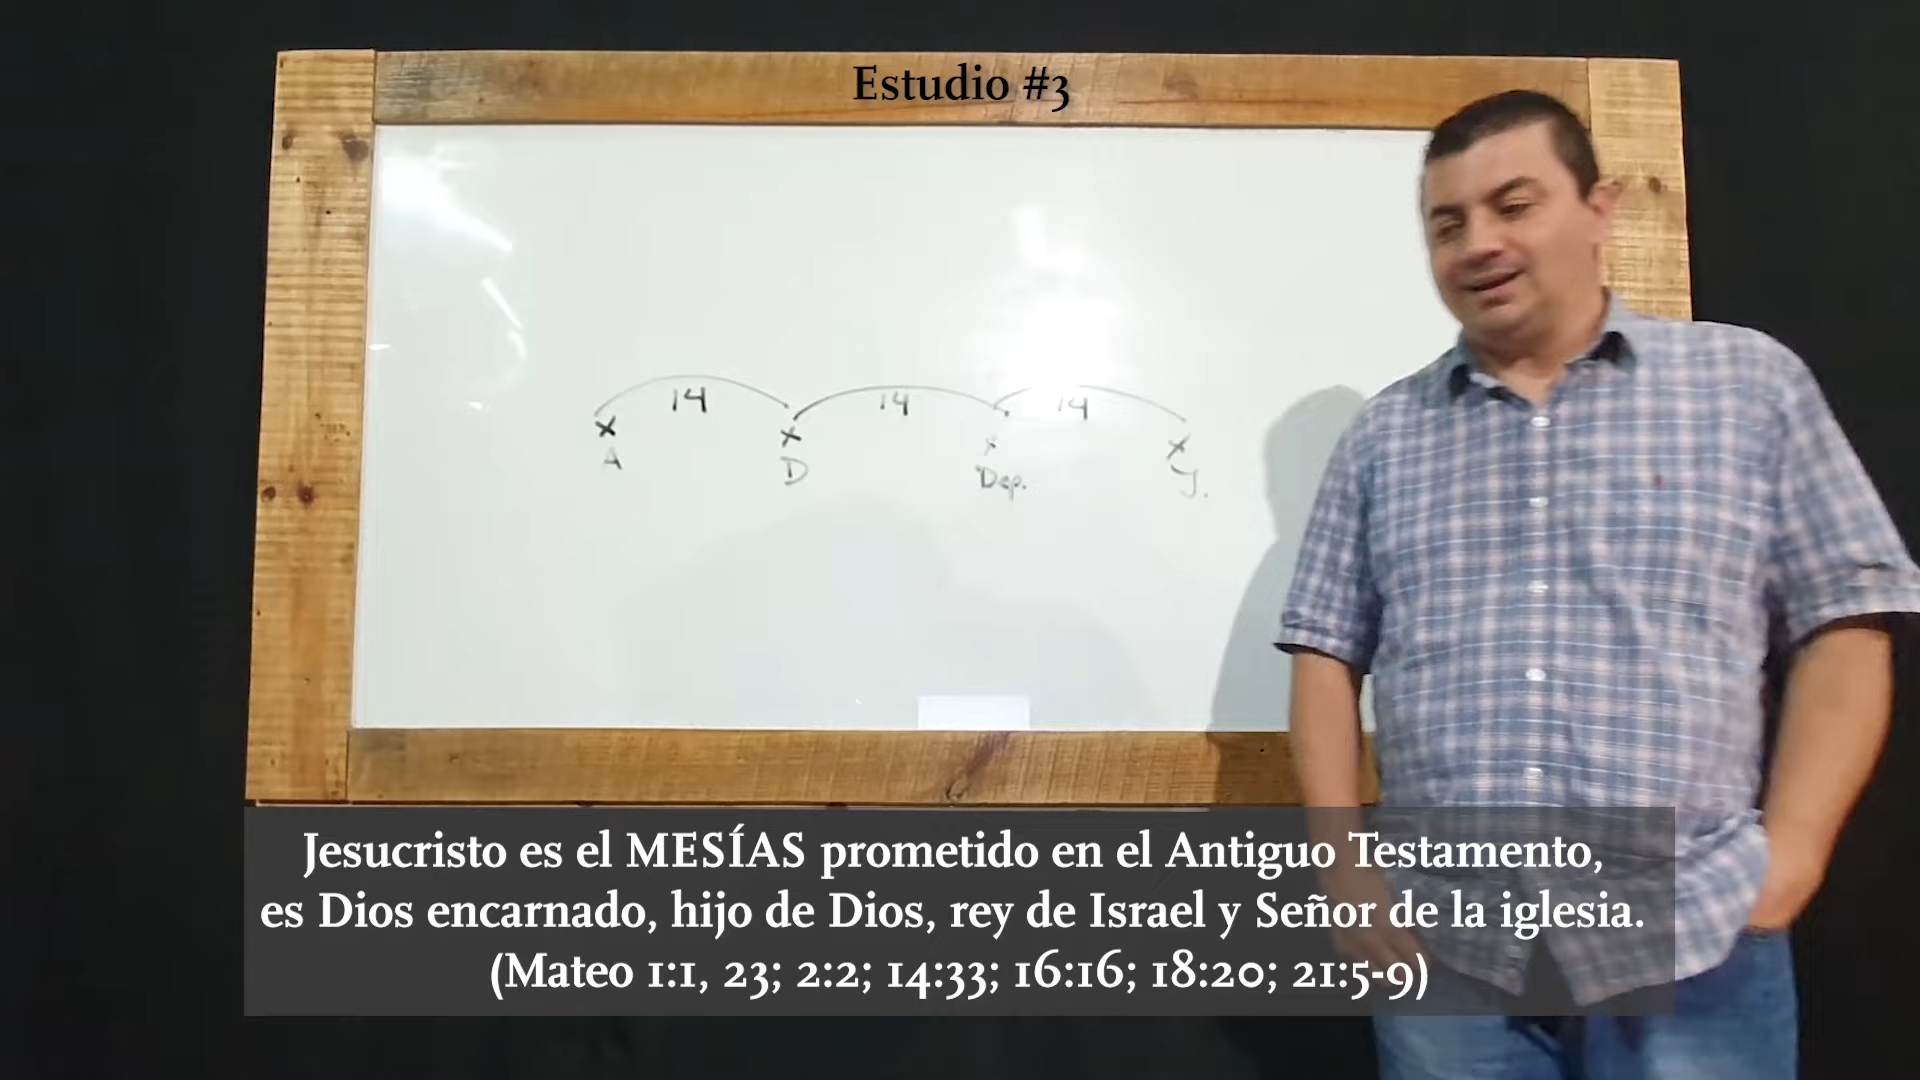 Estudio #3
14 14 14
x x x x
A D Dep. J.
Jesucristo es el MESÍAS prometido en el Antiguo Testamento,
es Dios encarnado, hijo de Dios, rey de Israel y Señor de la iglesia.
(Mateo 1:1, 23; 2:2; 14:33; 16:16; 18:20; 21:5-9)